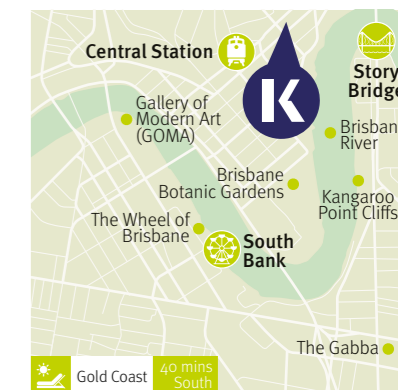 Central Station
K
Story
Bridge
Gallery of
Modern Art
(GOMA)
Brisban
River
Brisbane
Botanic Gardens
Kangaroo
Point Cliffs
The Wheel of
Brisbane
South
Bank
The Gabba
Gold Coast
40 mins
South